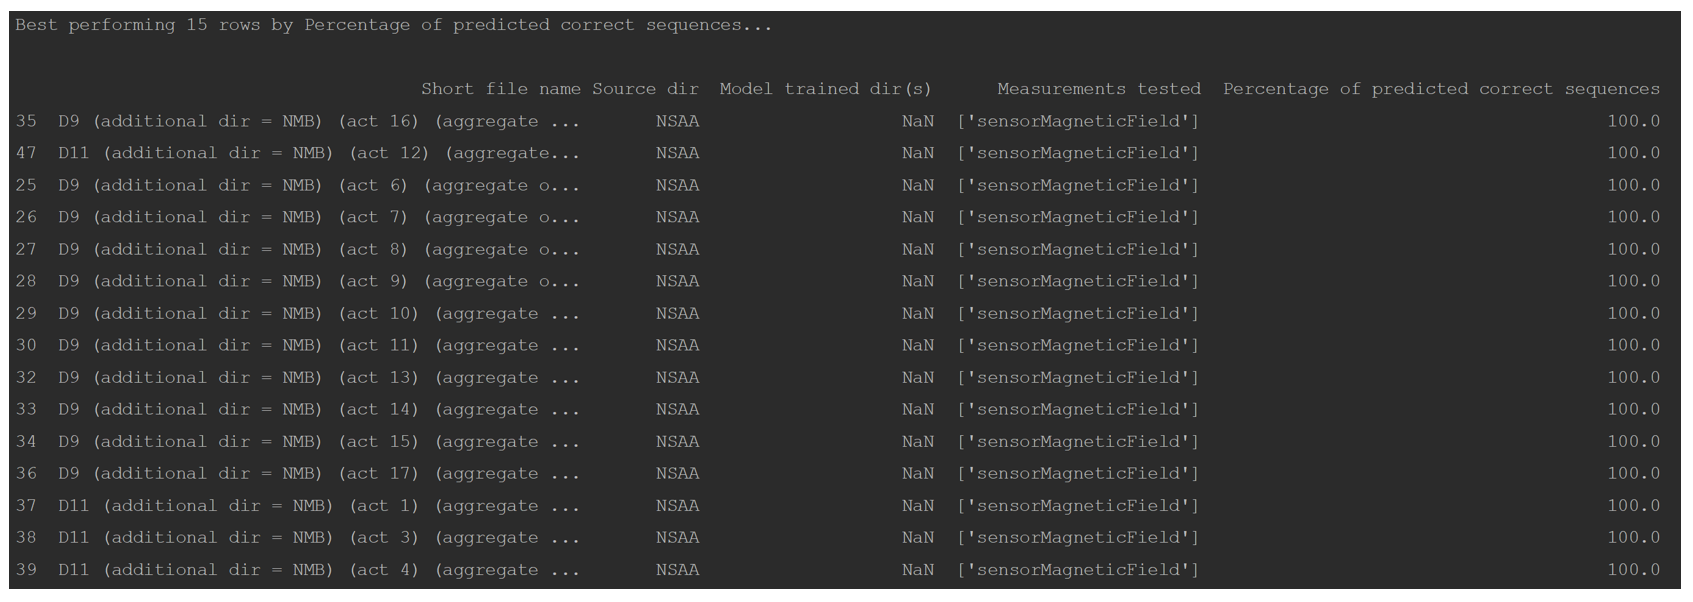 Best performing 15 rows by Percentage of predicted correct sequences...
Short file name Source dir  Model trained dir(s)      Measurements tested  Percentage of predicted correct sequences
35  D9 (additional dir = NMB) (act 16) (aggregate ...       NSAA                   NaN  ['sensorMagneticField']                                      100.0
47  D11 (additional dir = NMB) (act 12) (aggregate...       NSAA                   NaN  ['sensorMagneticField']                                      100.0
25  D9 (additional dir = NMB) (act 6) (aggregate o...       NSAA                   NaN  ['sensorMagneticField']                                      100.0
26  D9 (additional dir = NMB) (act 7) (aggregate o...       NSAA                   NaN  ['sensorMagneticField']                                      100.0
27  D9 (additional dir = NMB) (act 8) (aggregate o...       NSAA                   NaN  ['sensorMagneticField']                                      100.0
28  D9 (additional dir = NMB) (act 9) (aggregate o...       NSAA                   NaN  ['sensorMagneticField']                                      100.0
29  D9 (additional dir = NMB) (act 10) (aggregate ...       NSAA                   NaN  ['sensorMagneticField']                                      100.0
30  D9 (additional dir = NMB) (act 11) (aggregate ...       NSAA                   NaN  ['sensorMagneticField']                                      100.0
32  D9 (additional dir = NMB) (act 13) (aggregate ...       NSAA                   NaN  ['sensorMagneticField']                                      100.0
33  D9 (additional dir = NMB) (act 14) (aggregate ...       NSAA                   NaN  ['sensorMagneticField']                                      100.0
34  D9 (additional dir = NMB) (act 15) (aggregate ...       NSAA                   NaN  ['sensorMagneticField']                                      100.0
36  D9 (additional dir = NMB) (act 17) (aggregate ...       NSAA                   NaN  ['sensorMagneticField']                                      100.0
37  D11 (additional dir = NMB) (act 1) (aggregate ...       NSAA                   NaN  ['sensorMagneticField']                                      100.0
38  D11 (additional dir = NMB) (act 3) (aggregate ...       NSAA                   NaN  ['sensorMagneticField']                                      100.0
39  D11 (additional dir = NMB) (act 4) (aggregate ...       NSAA                   NaN  ['sensorMagneticField']                                      100.0